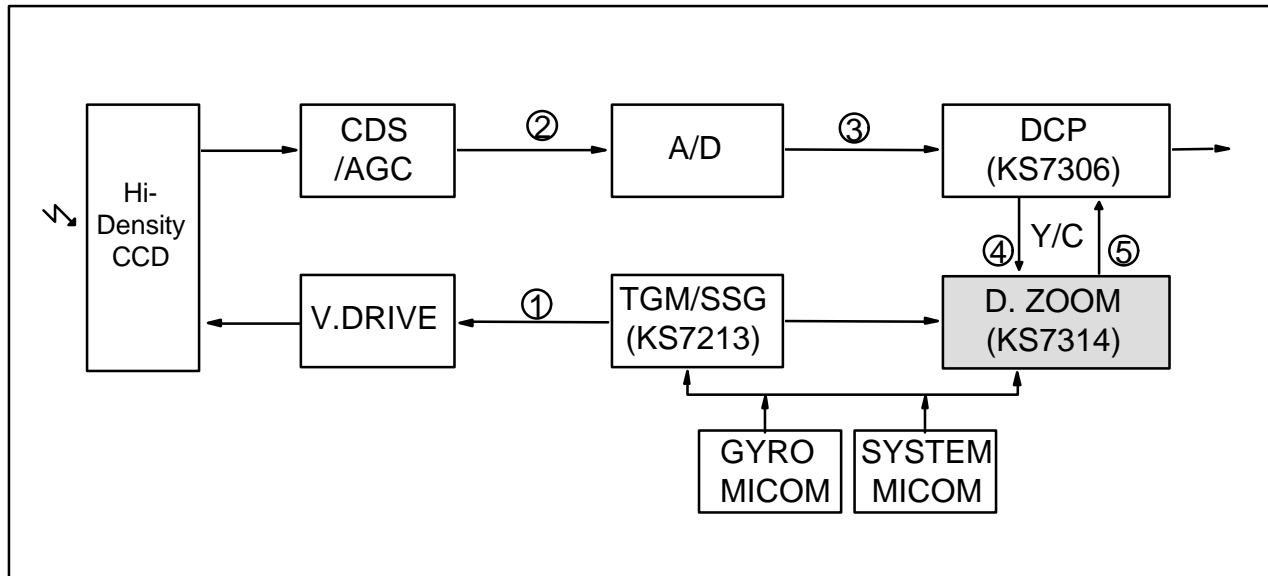 Hi-
Density
CCD
CDS
/AGC
②
A/D
③
DCP
(KS7306)
④
Y/C
⑤
V.DRIVE
①
TGM/SSG
(KS7213)
D. ZOOM
(KS7314)
GYRO
MICOM
SYSTEM
MICOM